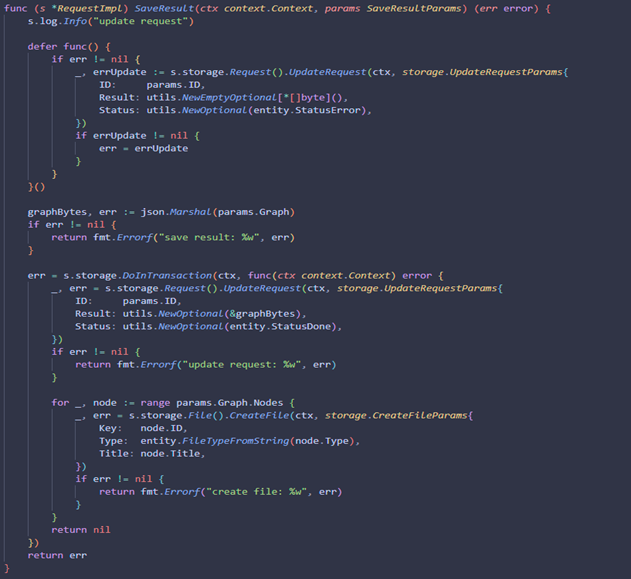 func (s *RequestImpl) SaveResult(ctx context.Context, params SaveResultParams) (err error) {
    s.log.Info("update request")

    defer func() {
        if err != nil {
            _, errUpdate := s.storage.Request().UpdateRequest(ctx, storage.UpdateRequestParams{
                ID:     params.ID,
                Result: utils.NewEmptyOptional[*[]byte](),
                Status: utils.NewOptional(entity.StatusError),
            })
            if errUpdate != nil {
                err = errUpdate
            }
        }
    }()

    graphBytes, err := json.Marshal(params.Graph)
    if err != nil {
        return fmt.Errorf("save result: %w", err)
    }

    err = s.storage.DoInTransaction(ctx, func(ctx context.Context) error {
        _, err = s.storage.Request().UpdateRequest(ctx, storage.UpdateRequestParams{
            ID:     params.ID,
            Result: utils.NewOptional(&graphBytes),
            Status: utils.NewOptional(entity.StatusDone),
        })
        if err != nil {
            return fmt.Errorf("update request: %w", err)
        }

        for _, node := range params.Graph.Nodes {
            _, err = s.storage.File().CreateFile(ctx, storage.CreateFileParams{
                Key:   node.ID,
                Type:  entity.FileTypeFromString(node.Type),
                Title: node.Title,
            })
            if err != nil {
                return fmt.Errorf("create file: %w", err)
            }
        }
        return nil
    })
    return err
}